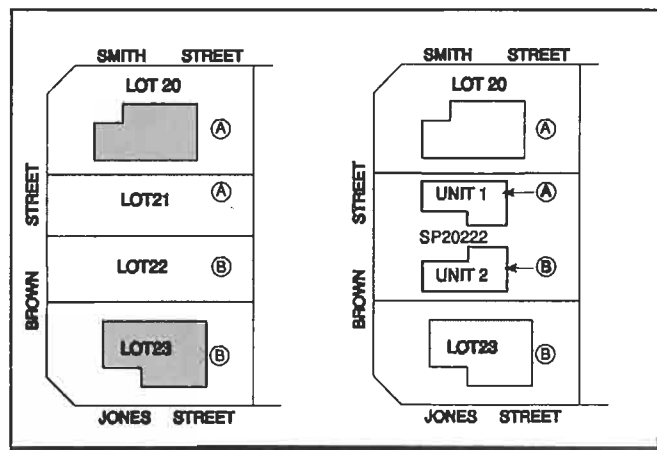 SMITH STREET
LOT 20
A
LOT21
A
LOT22
B
LOT23
B
JONES STREET
BROWN STREET
SMITH STREET
LOT 20
A
UNIT 1
A
SP20222
UNIT 2
B
LOT23
B
JONES STREET
BROWN STREET